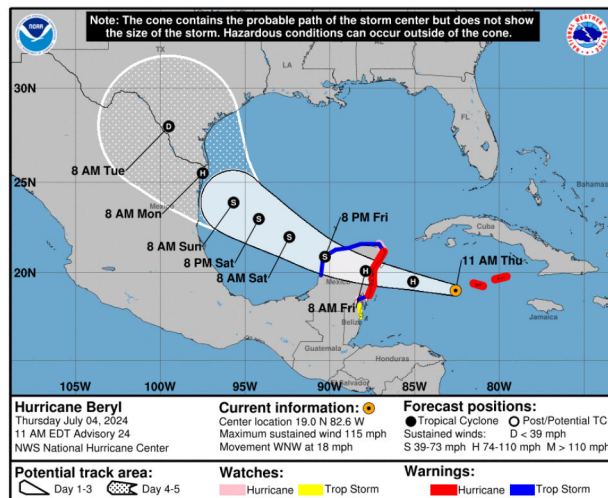 Note: The cone contains the probable path of the storm center but does not show
the size of the storm. Hazardous conditions can occur outside of the cone.
NOAA
TX
LA
FL
30N
25N
20N
8 AM Tue
8 AM Mon
Mexico
8 AM Sun
8 PM Sat
8 AM Sat
8 PM Fri
8 AM Fri
11 AM Thu
D
H
S
S
S
S
H
H
Bahamas
Cuba
Jamaica
Mexico
Belize
Guatemala
Honduras
El Salvador
105W 100W 95W 90W 85W 80W
Hurricane Beryl
Thursday July 04, 2024
11 AM EDT Advisory 24
NWS National Hurricane Center
Current information:
Center location 19.0 N 82.6 W
Maximum sustained wind 115 mph
Movement WNW at 18 mph
Forecast positions:
Tropical Cyclone Post/Potential TC
Sustained winds: D < 39 mph
S 39-73 mph H 74-110 mph M > 110 mph
Potential track area:
Day 1-3 Day 4-5
Watches:
Hurricane Trop Storm
Warnings:
Hurricane Trop Storm